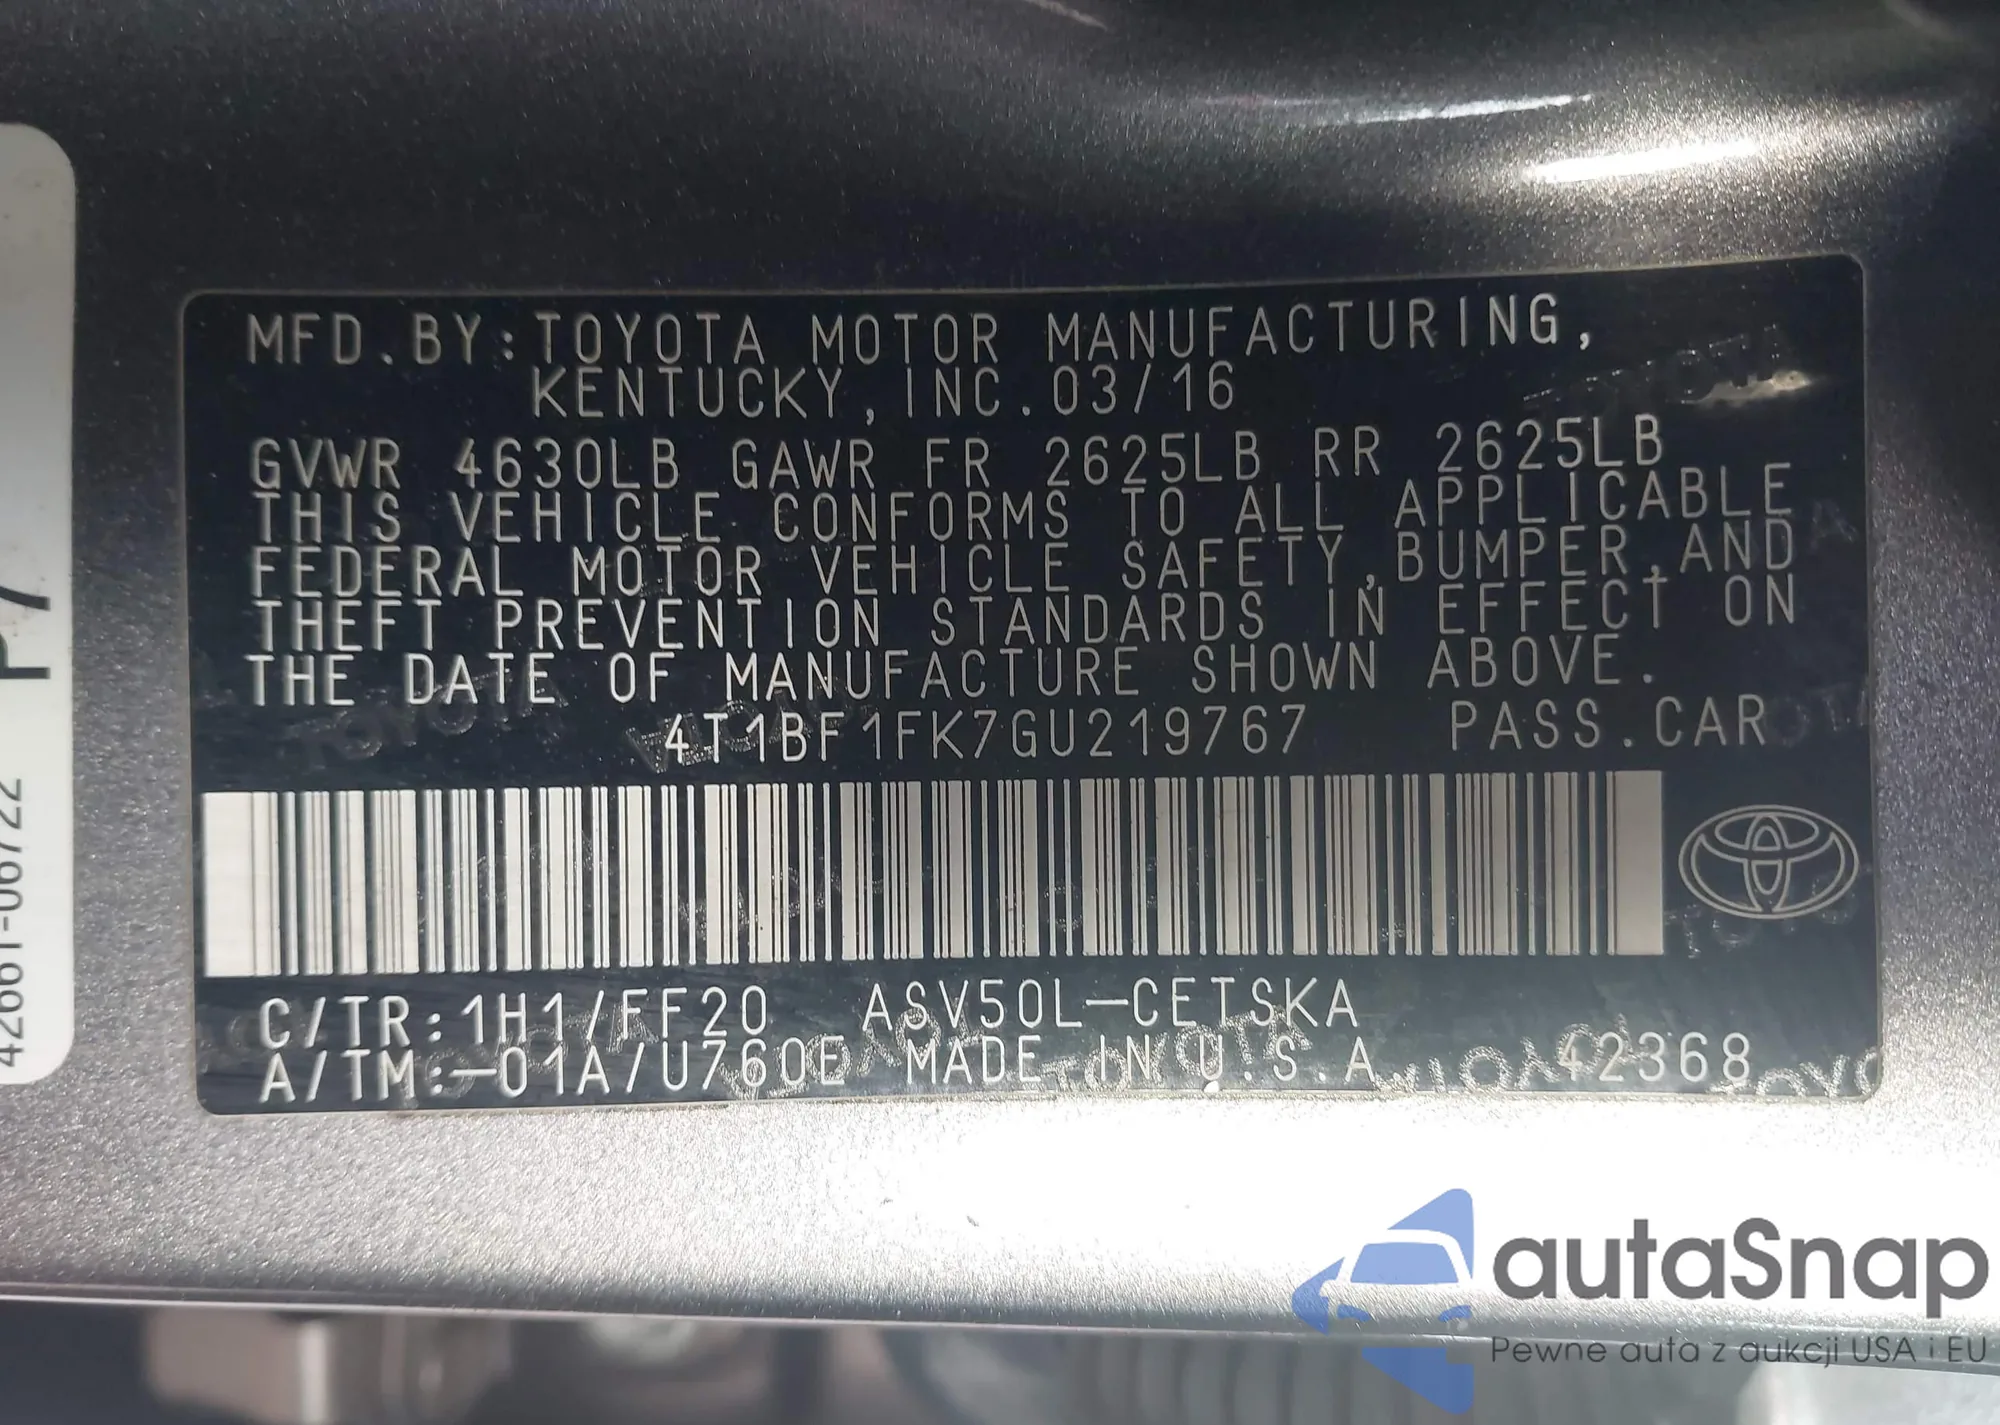 MFD.BY:TOYOTA MOTOR MANUFACTURING,
KENTUCKY,INC.03/16
GVWR 4630LB GAWR FR 2625LB RR 2625LB
THIS VEHICLE CONFORMS TO ALL APPLICABLE
FEDERAL MOTOR VEHICLE SAFETY,BUMPER,AND
THEFT PREVENTION STANDARDS IN EFFECT ON
THE DATE OF MANUFACTURE SHOWN ABOVE.
4T1BF1FK7GU219767 PASS.CAR
C/TR:1H1/FF20 ASV50L-CETSKA
A/TM:-01A/U760E MADE IN U.S.A. 42368
P7
42661-06722
autaSnap
Pewne auta z aukcji USA i EU